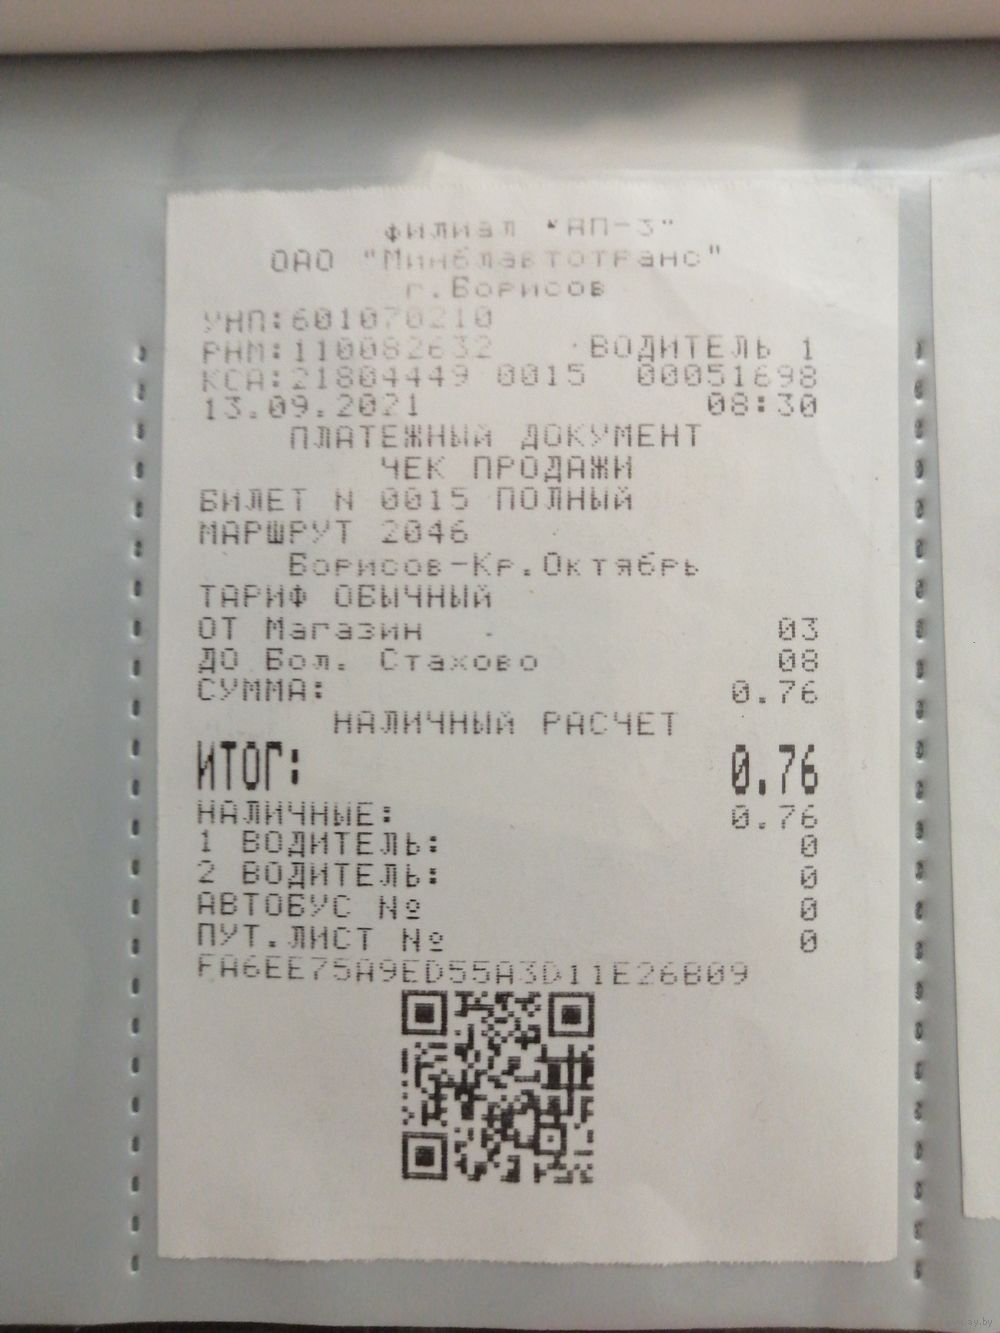 Филиал "АП-3"
ОАО "Миноблавтотранс"
г.Борисов
УНП:601070210
РНМ:110082632 ВОДИТЕЛЬ 1
КСА:21804449 0015 00051698
13.09.2021 08:30
ПЛАТЕЖНЫЙ ДОКУМЕНТ
ЧЕК ПРОДАЖИ
БИЛЕТ N 0015 ПОЛНЫЙ
МАРШРУТ 2046
Борисов-Кр.Октябрь
ТАРИФ ОБЫЧНЫЙ
ОТ Магазин 03
ДО Бол. Стахово 08
СУММА: 0.76
НАЛИЧНЫЙ РАСЧЕТ
ИТОГ: 0.76
НАЛИЧНЫЕ: 0.76
1 ВОДИТЕЛЬ: 0
2 ВОДИТЕЛЬ: 0
АВТОБУС № 0
ПУТ.ЛИСТ № 0
FA6EE75A9ED55A3D11E26B09